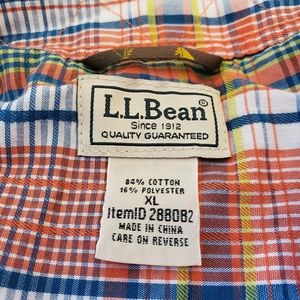 L.L.Bean®
Since 1912
QUALITY GUARANTEED
84% COTTON
16% POLYESTER
XL
ItemID 288082
MADE IN CHINA
CARE ON REVERSE